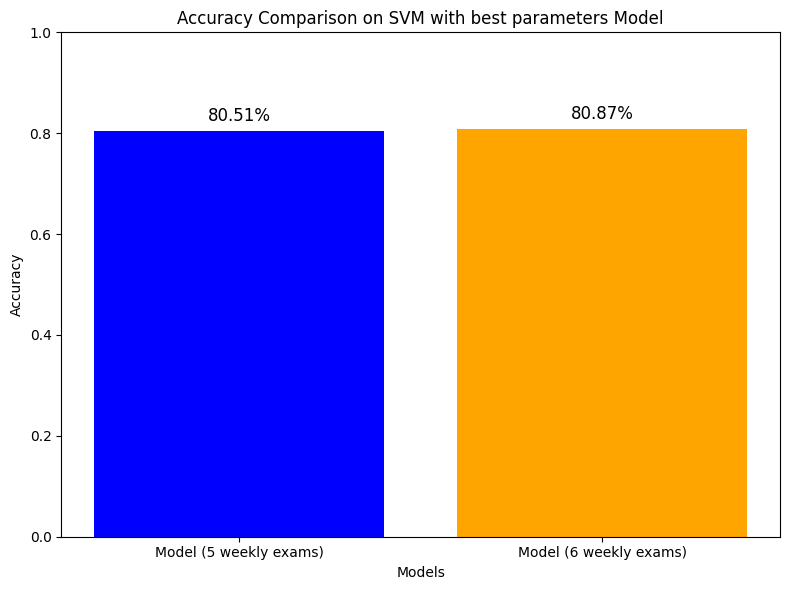 Accuracy Comparison on SVM with best parameters Model
1.0
0.8
0.6
0.4
0.2
0.0
Accuracy
80.51%
80.87%
Model (5 weekly exams)
Model (6 weekly exams)
Models